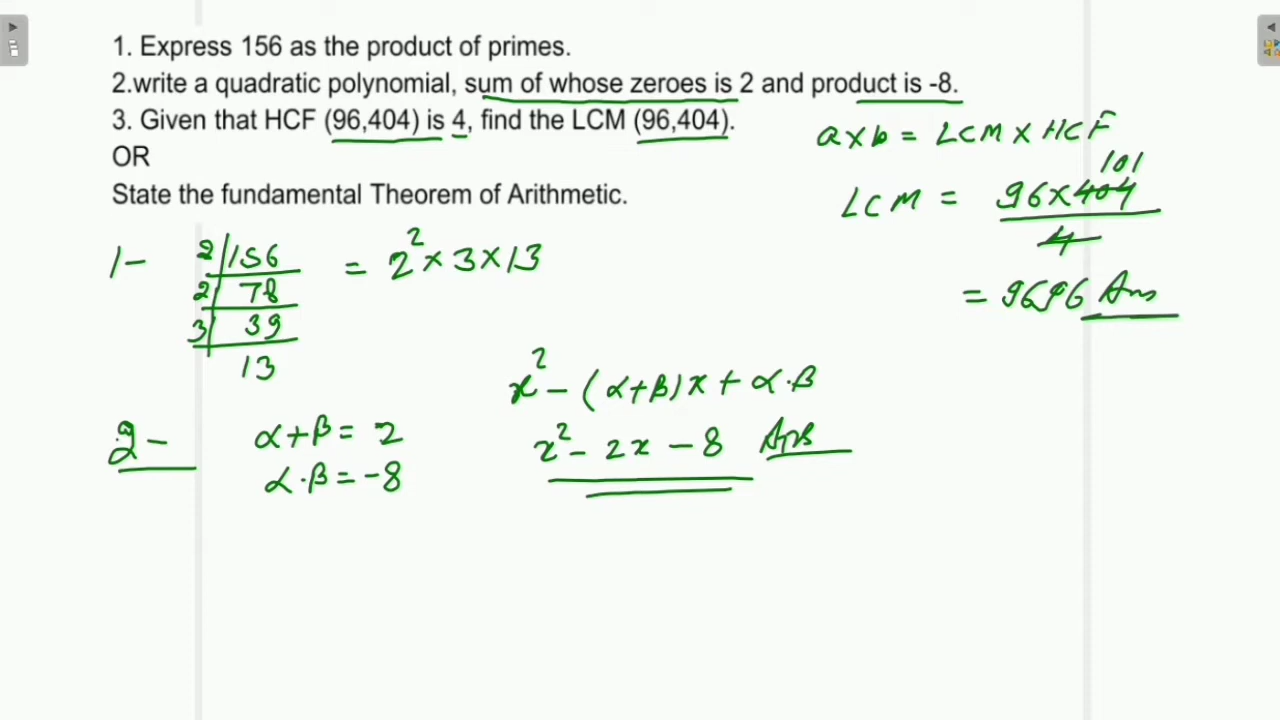 1. Express 156 as the product of primes.
2.write a quadratic polynomial, sum of whose zeroes is 2 and product is -8.
3. Given that HCF (96,404) is 4, find the LCM (96,404).
OR
State the fundamental Theorem of Arithmetic.
a×b = LCM × HCF
101
LCM = 96×404
4
= 9696 Ans
1- 2/156 = 2² × 3 × 13
2/78
3/39
13
x² - (α+β)x + α·β
2 - α+β = 2
x² - 2x - 8 Ans
α·β = -8